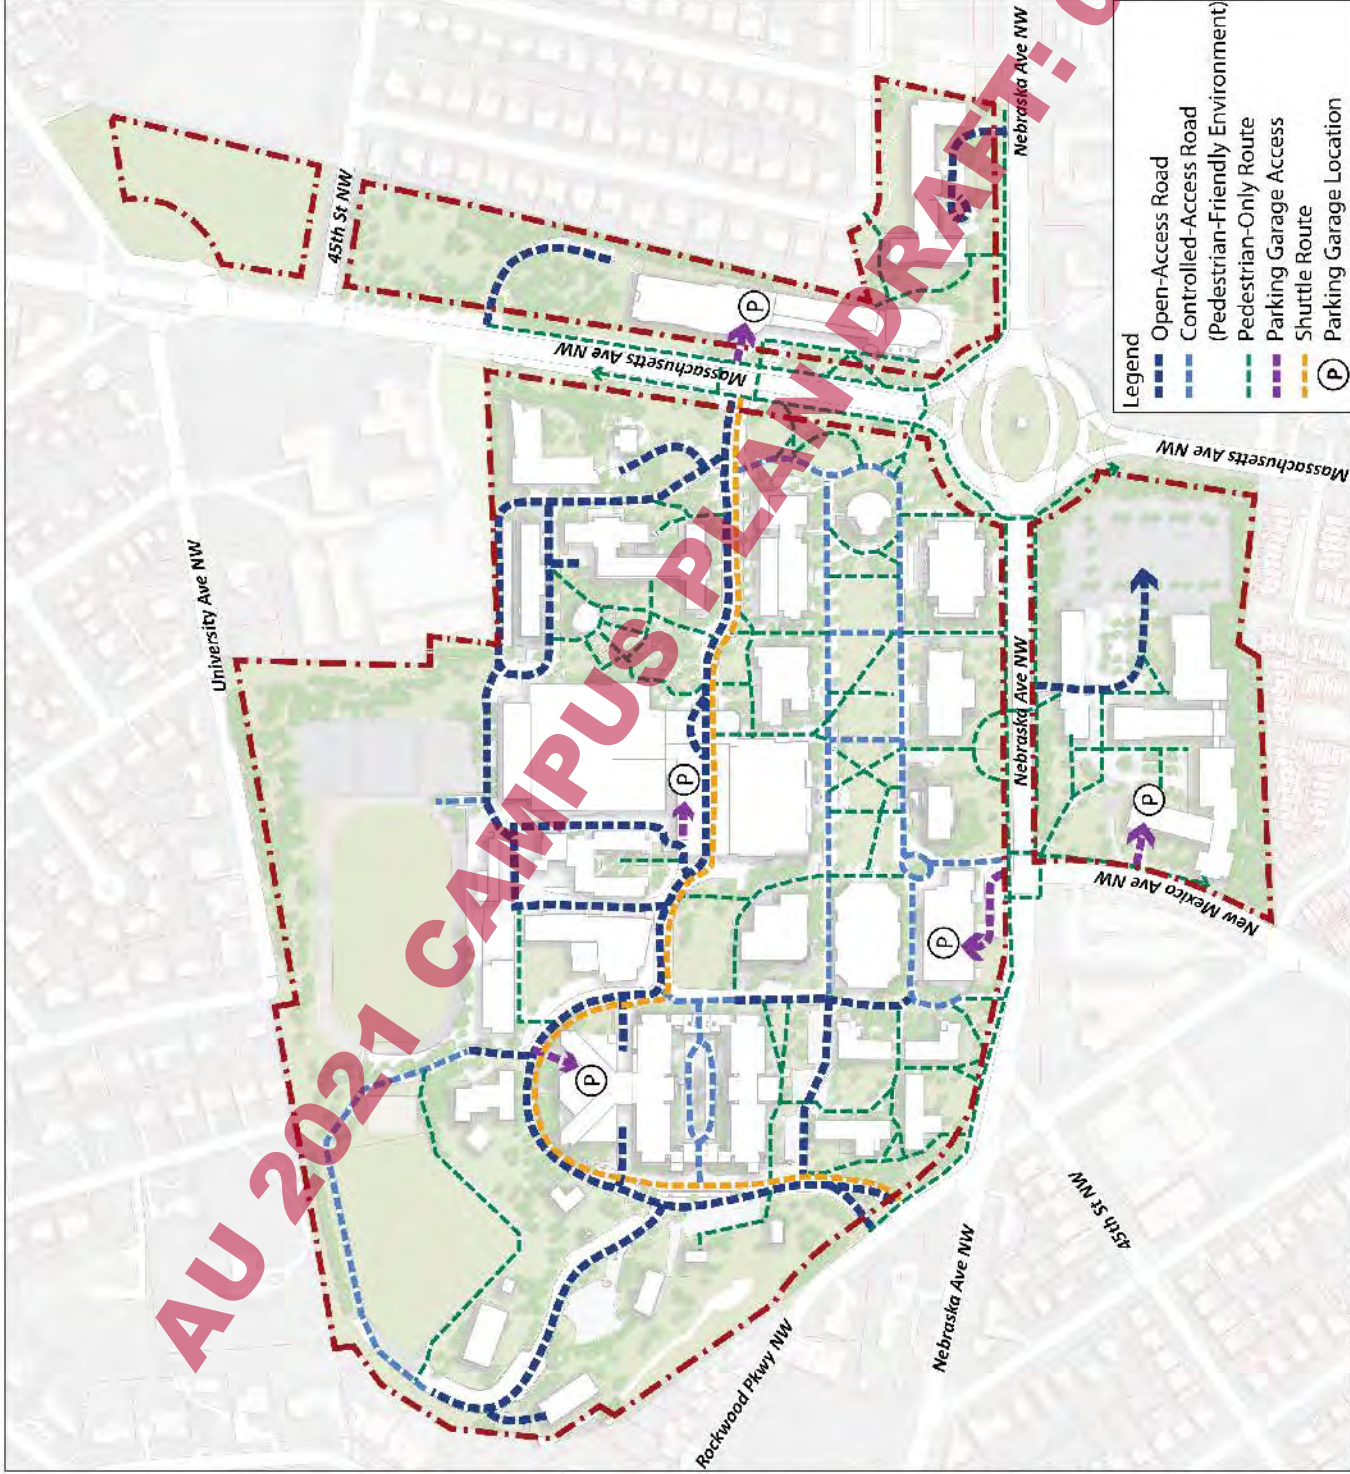 AU 2021 CAMPUS PLAN DRAFT:
45th St NW
University Ave NW
Massachusetts Ave NW
Massachusetts Ave NW
P
P
P
P
P
Nebraska Ave NW
Nebraska Ave NW
Massachusetts Ave NW
New Mexico Ave NW
Rockwood Pkwy NW
Nebraska Ave NW
45th St NW
Legend
Open-Access Road
Controlled-Access Road
(Pedestrian-Friendly Environment)
Pedestrian-Only Route
Parking Garage Access
Shuttle Route
P Parking Garage Location